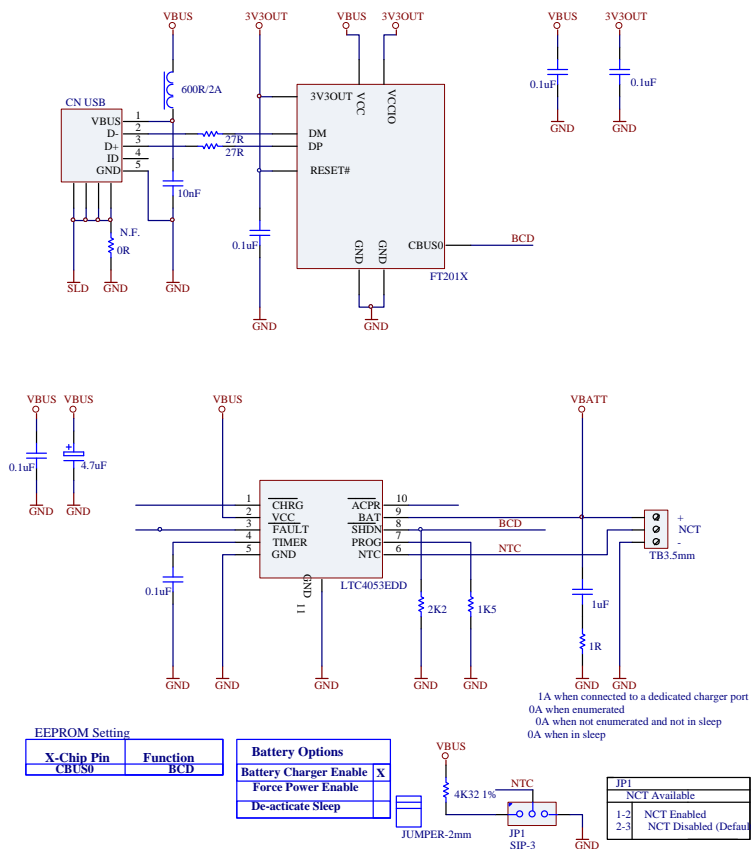 VBUS 3V3OUT VBUS 3V3OUT VBUS 3V3OUT
600R/2A
0.1uF 0.1uF
GND GND
CN USB
VBUS 1
D- 2
D+ 3
ID 4
GND 5
27R
27R
10nF
N.F.
0R
0.1uF
SLD GND GND GND
3V3OUT
VCC
VCCIO
DM
DP
RESET#
GND
GND
CBUS0 BCD
FT201X
GND
VBUS VBUS VBUS VBATT
0.1uF 4.7uF
+
GND GND
1 CHRG
2 VCC
3 FAULT
4 TIMER
5 GND
GND 11
ACPR 10
BAT 9
SHDN 8
PROG 7
NTC 6
LTC4053EDD
BCD
NTC
+
NCT
-
TB3.5mm
0.1uF
2K2 1K5
1uF
1R
GND GND GND GND GND GND GND
1A when connected to a dedicated charger port
0A when enumerated
0A when not enumerated and not in sleep
0A when in sleep
EEPROM Setting
X-Chip Pin Function
CBUS0 BCD
Battery Options
Battery Charger Enable X
Force Power Enable
De-acticate Sleep
JUMPER-2mm
VBUS
4K32 1%
NTC
JP1
SIP-3
GND
JP1
NCT Available
1-2 NCT Enabled
2-3 NCT Disabled (Defaul